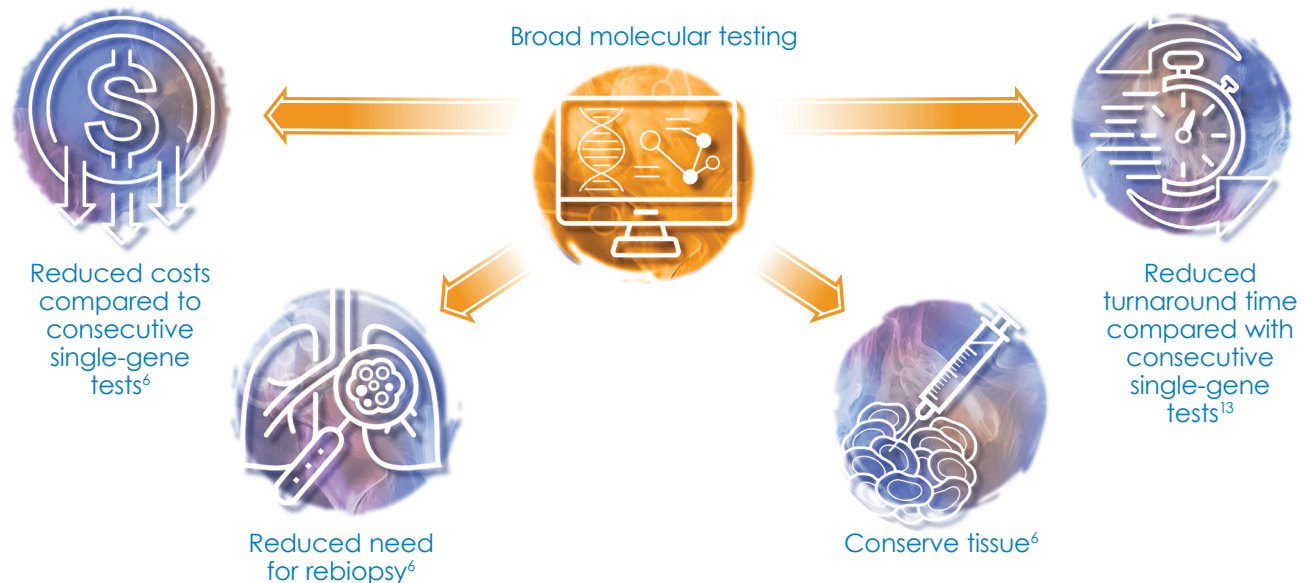 Broad molecular testing
$
Reduced costs
compared to
consecutive
single-gene
tests⁶
Reduced need
for rebiopsy⁶
Conserve tissue⁶
Reduced
turnaround time
compared with
consecutive
single-gene
tests¹³